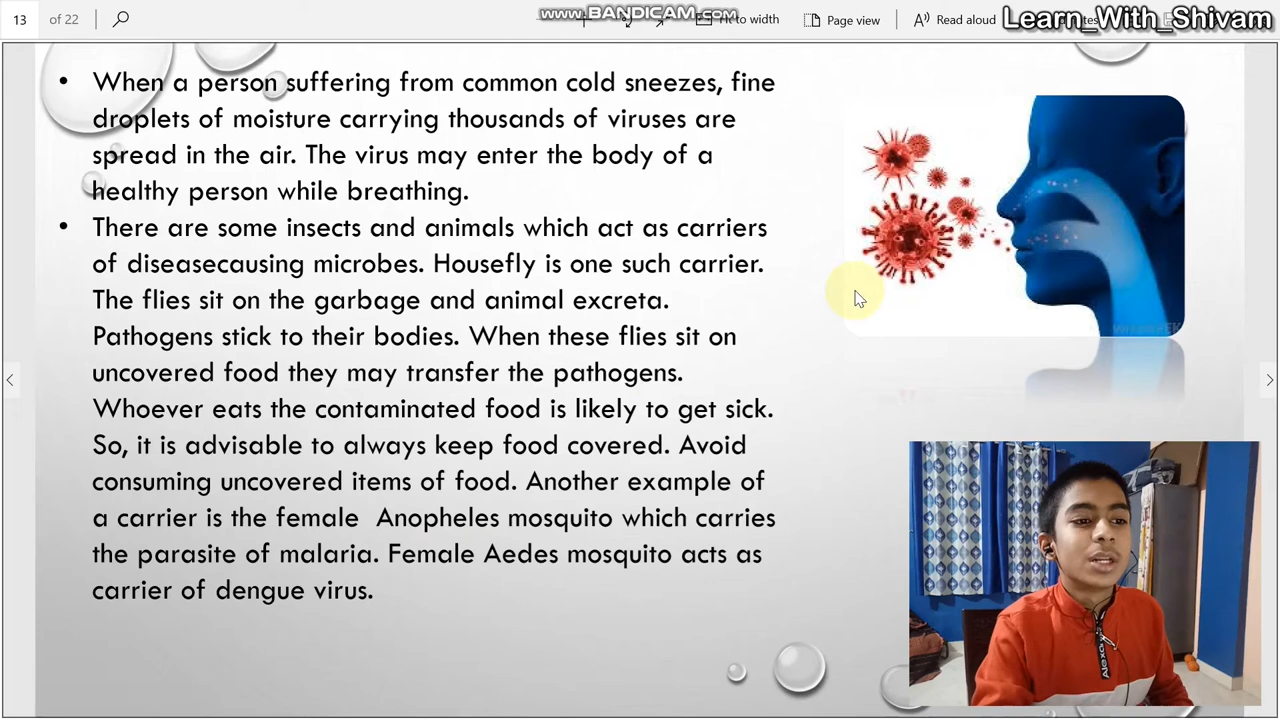 13 of 22
www.BANDICAM.com
Fit to width
Page view
Read aloud
Learn_With_Shivam
• When a person suffering from common cold sneezes, fine
droplets of moisture carrying thousands of viruses are
spread in the air. The virus may enter the body of a
healthy person while breathing.
• There are some insects and animals which act as carriers
of diseasecausing microbes. Housefly is one such carrier.
The flies sit on the garbage and animal excreta.
Pathogens stick to their bodies. When these flies sit on
uncovered food they may transfer the pathogens.
Whoever eats the contaminated food is likely to get sick.
So, it is advisable to always keep food covered. Avoid
consuming uncovered items of food. Another example of
a carrier is the female Anopheles mosquito which carries
the parasite of malaria. Female Aedes mosquito acts as
carrier of dengue virus.